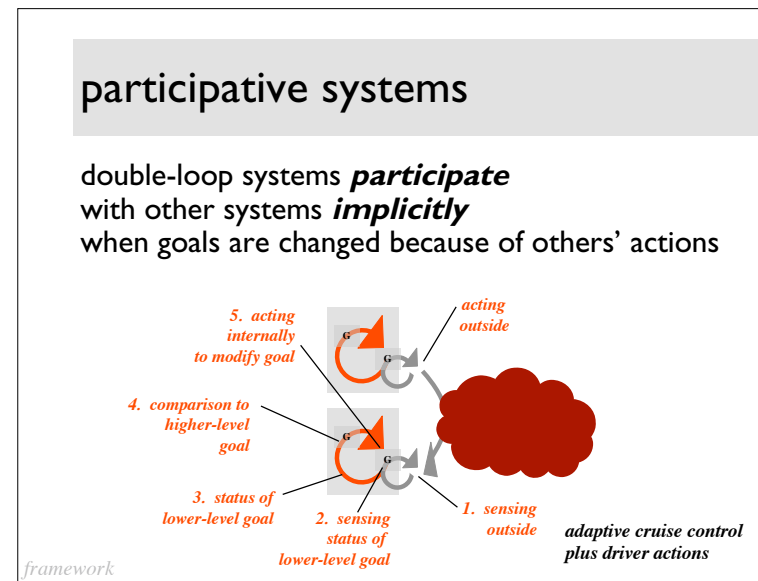 participative systems
double-loop systems participate
with other systems implicitly
when goals are changed because of others’ actions
5. acting
internally
to modify goal
acting
outside
G
G
4. comparison to
higher-level
goal
G
G
3. status of
lower-level goal
2. sensing
status of
lower-level goal
1. sensing
outside
adaptive cruise control
plus driver actions
framework